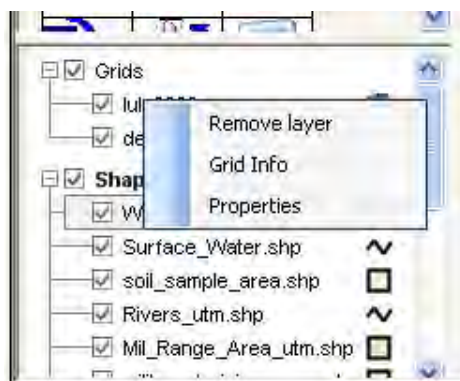 Grids
Remove layer
Grid Info
Properties
Surface_Water.shp
soil_sample_area.shp
Rivers_utm.shp
Mil_Range_Area_utm.shp